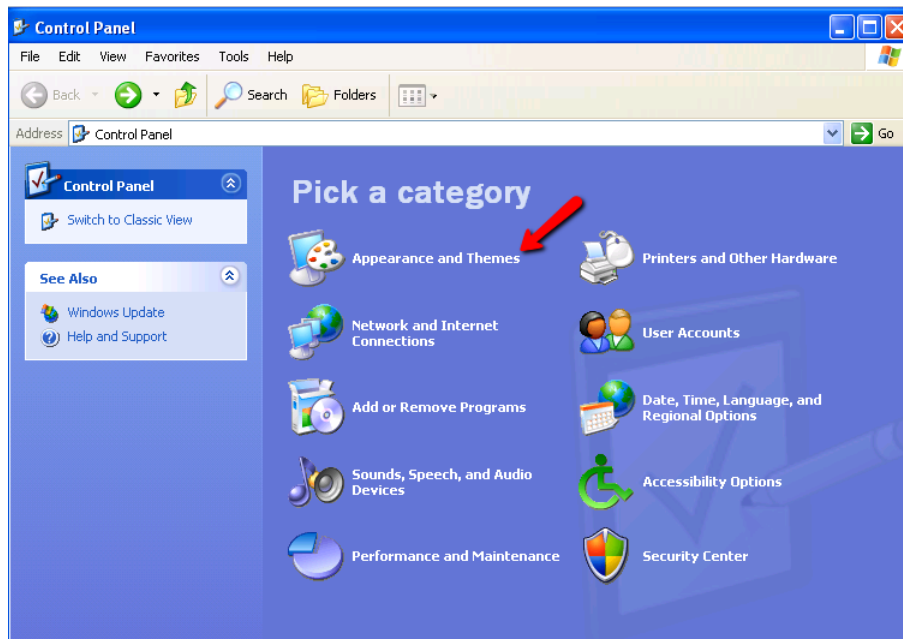 Control Panel
File Edit View Favorites Tools Help
Back Search Folders
Address Control Panel Go
Control Panel
Switch to Classic View
See Also
Windows Update
Help and Support
Pick a category
Appearance and Themes
Printers and Other Hardware
Network and Internet
Connections
User Accounts
Add or Remove Programs
Date, Time, Language, and
Regional Options
Sounds, Speech, and Audio
Devices
Accessibility Options
Performance and Maintenance
Security Center